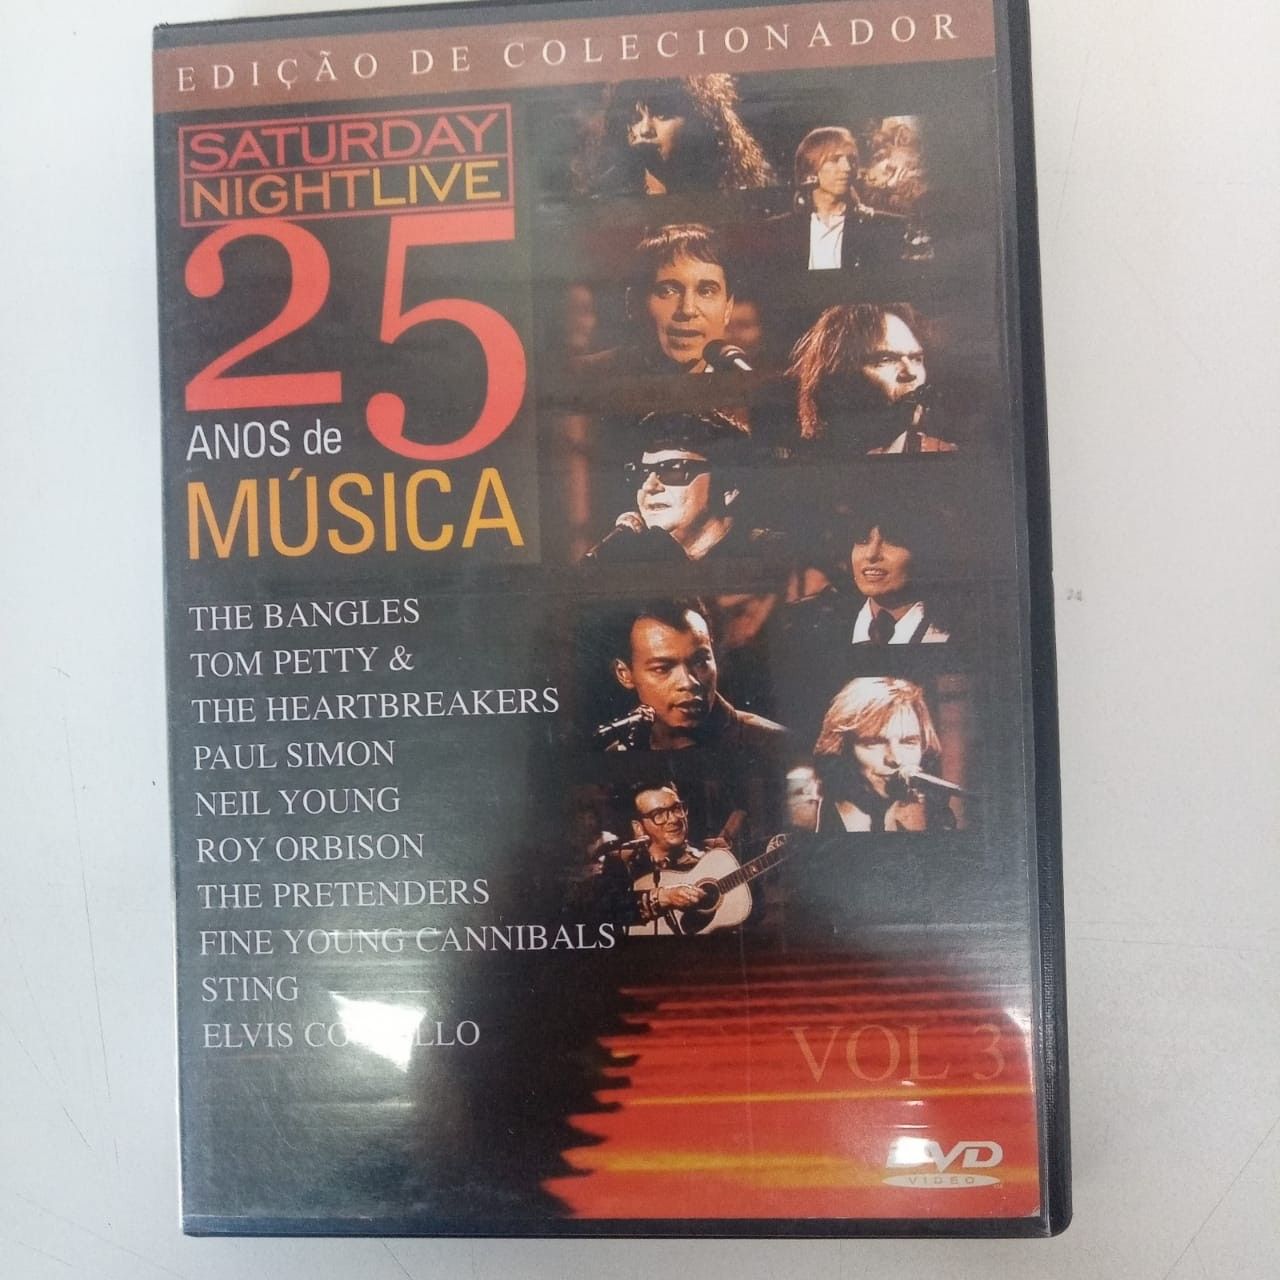 EDIÇÃO DE COLECIONADOR
SATURDAY
NIGHTLIVE
25
ANOS de
MÚSICA
THE BANGLES
TOM PETTY &
THE HEARTBREAKERS
PAUL SIMON
NEIL YOUNG
ROY ORBISON
THE PRETENDERS
FINE YOUNG CANNIBALS
STING
ELVIS
VOL 3
DVD
VIDEO